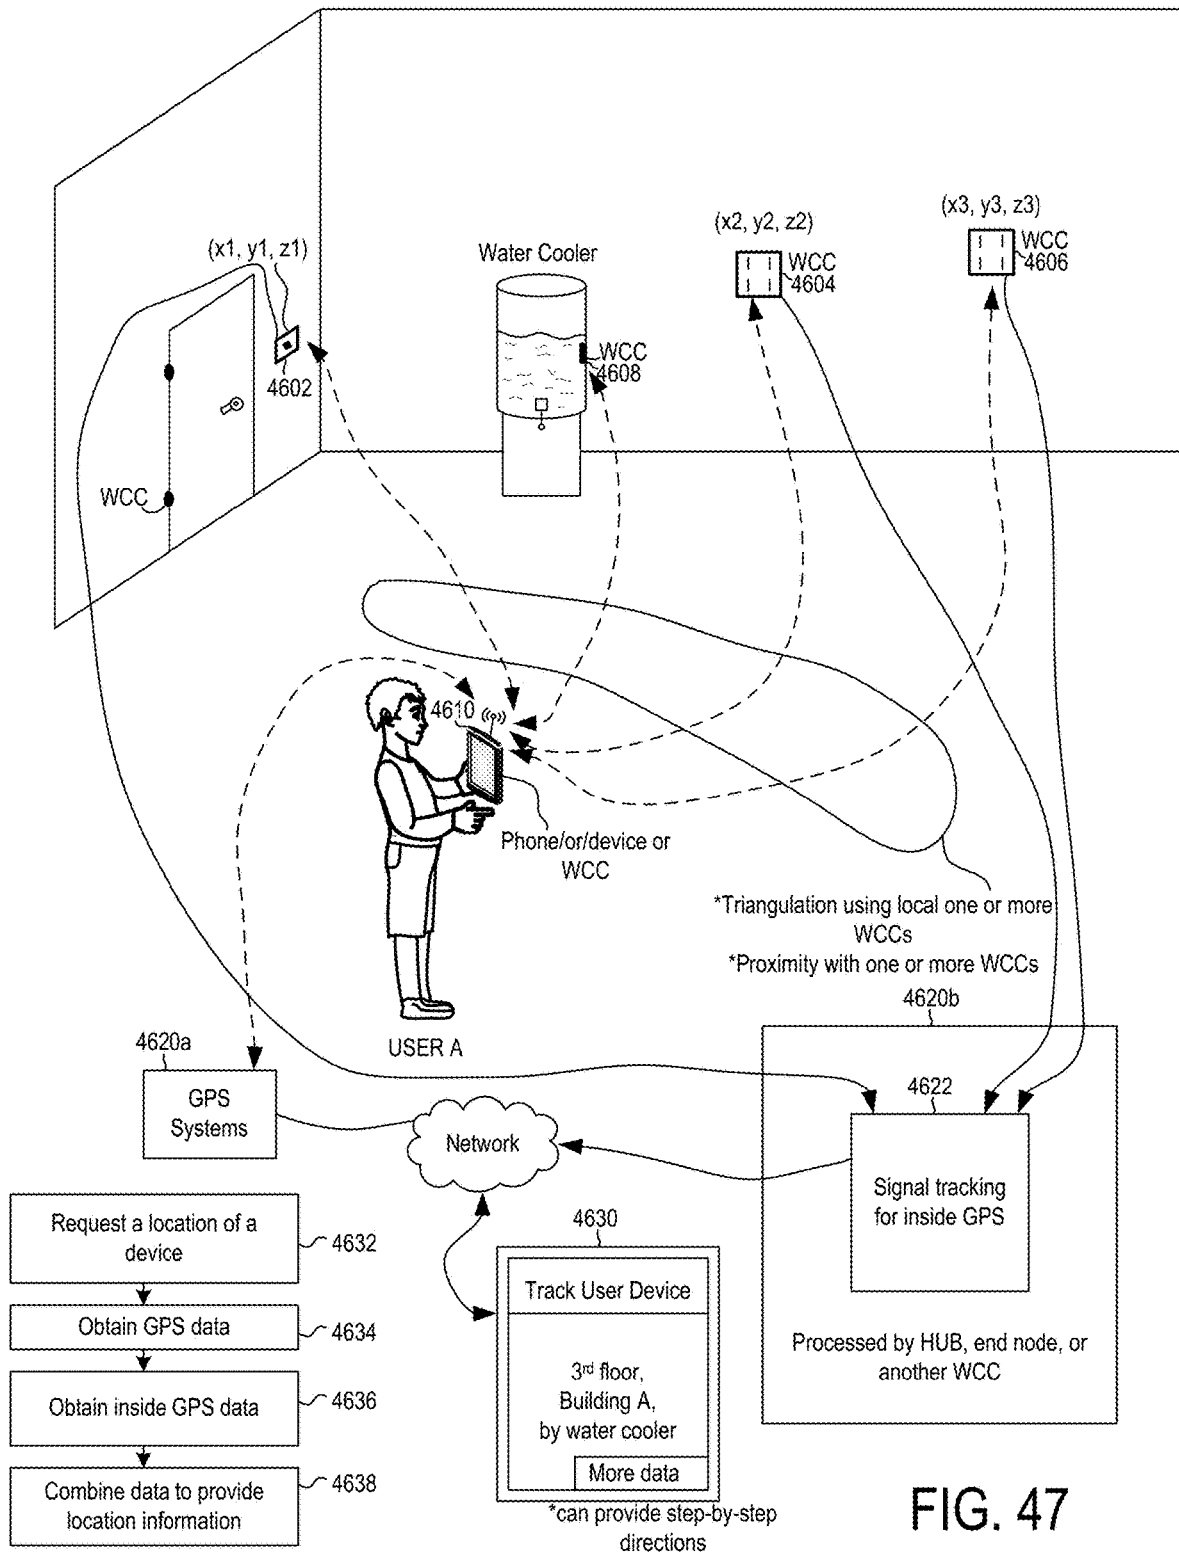 (x3, y3, z3)
(x2, y2, z2)
WCC
4606
(x1, y1, z1)
Water Cooler
WCC
4604
WCC
4608
4602
WCC
4610
Phone/or/device or
WCC
*Triangulation using local one or more
WCCs
*Proximity with one or more WCCs
4620b
USER A
4620a
GPS
Systems
Network
4622
Signal tracking
for inside GPS
Processed by HUB, end node, or
another WCC
Request a location of a
device
4632
Obtain GPS data
4634
Obtain inside GPS data
4636
Combine data to provide
location information
4638
4630
Track User Device
3rd floor,
Building A,
by water cooler
More data
*can provide step-by-step
directions
FIG. 47